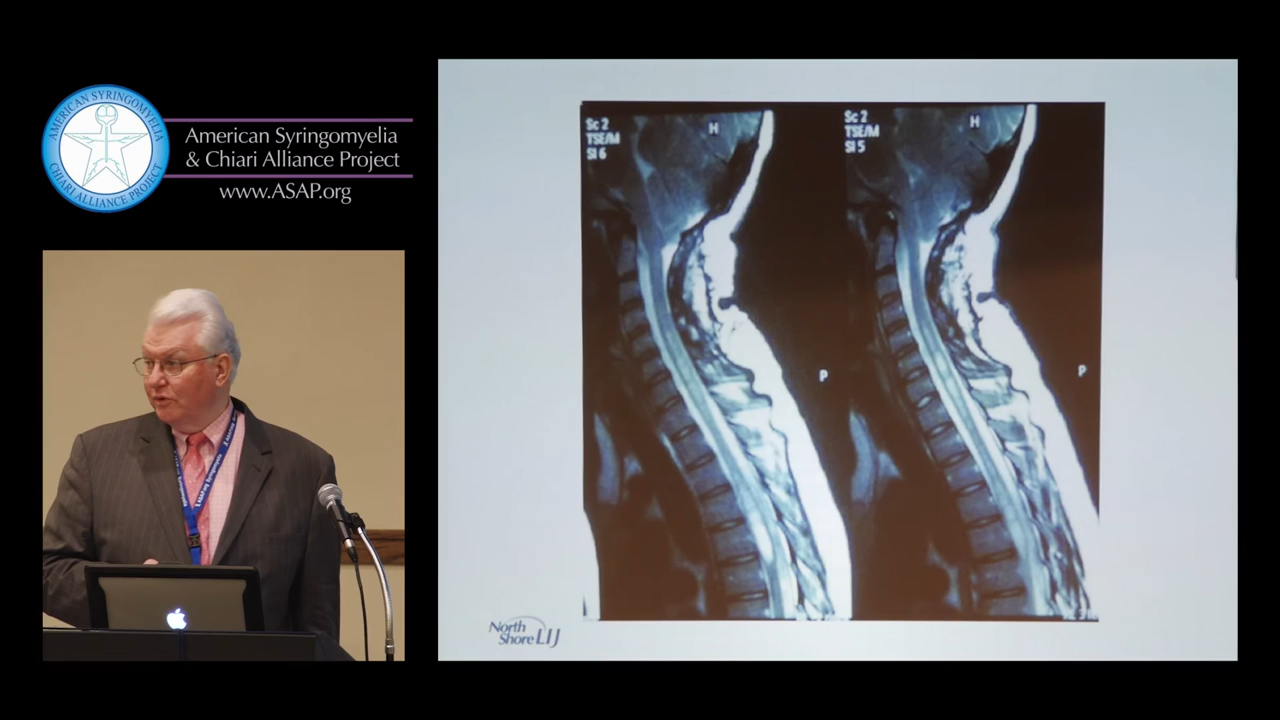 AMERICAN SYRINGOMYELIA
CHIARI ALLIANCE PROJECT
American Syringomyelia
& Chiari Alliance Project
www.ASAP.org
Sc 2
TSE/M
SI 6
H
P
Sc 2
TSE/M
SI 5
H
P
North
Shore LIJ